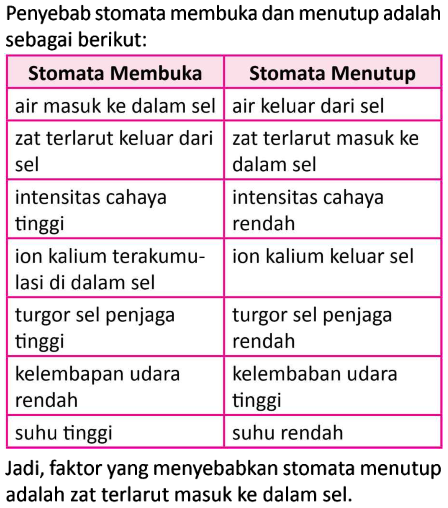 Penyebab stomata membuka dan menutup adalah
sebagai berikut:
Stomata Membuka Stomata Menutup
air masuk ke dalam sel air keluar dari sel
zat terlarut keluar dari zat terlarut masuk ke
sel dalam sel
intensitas cahaya intensitas cahaya
tinggi rendah
ion kalium terakumu- ion kalium keluar sel
lasi di dalam sel
turgor sel penjaga turgor sel penjaga
tinggi rendah
kelembapan udara kelembaban udara
rendah tinggi
suhu tinggi suhu rendah
Jadi, faktor yang menyebabkan stomata menutup
adalah zat terlarut masuk ke dalam sel.